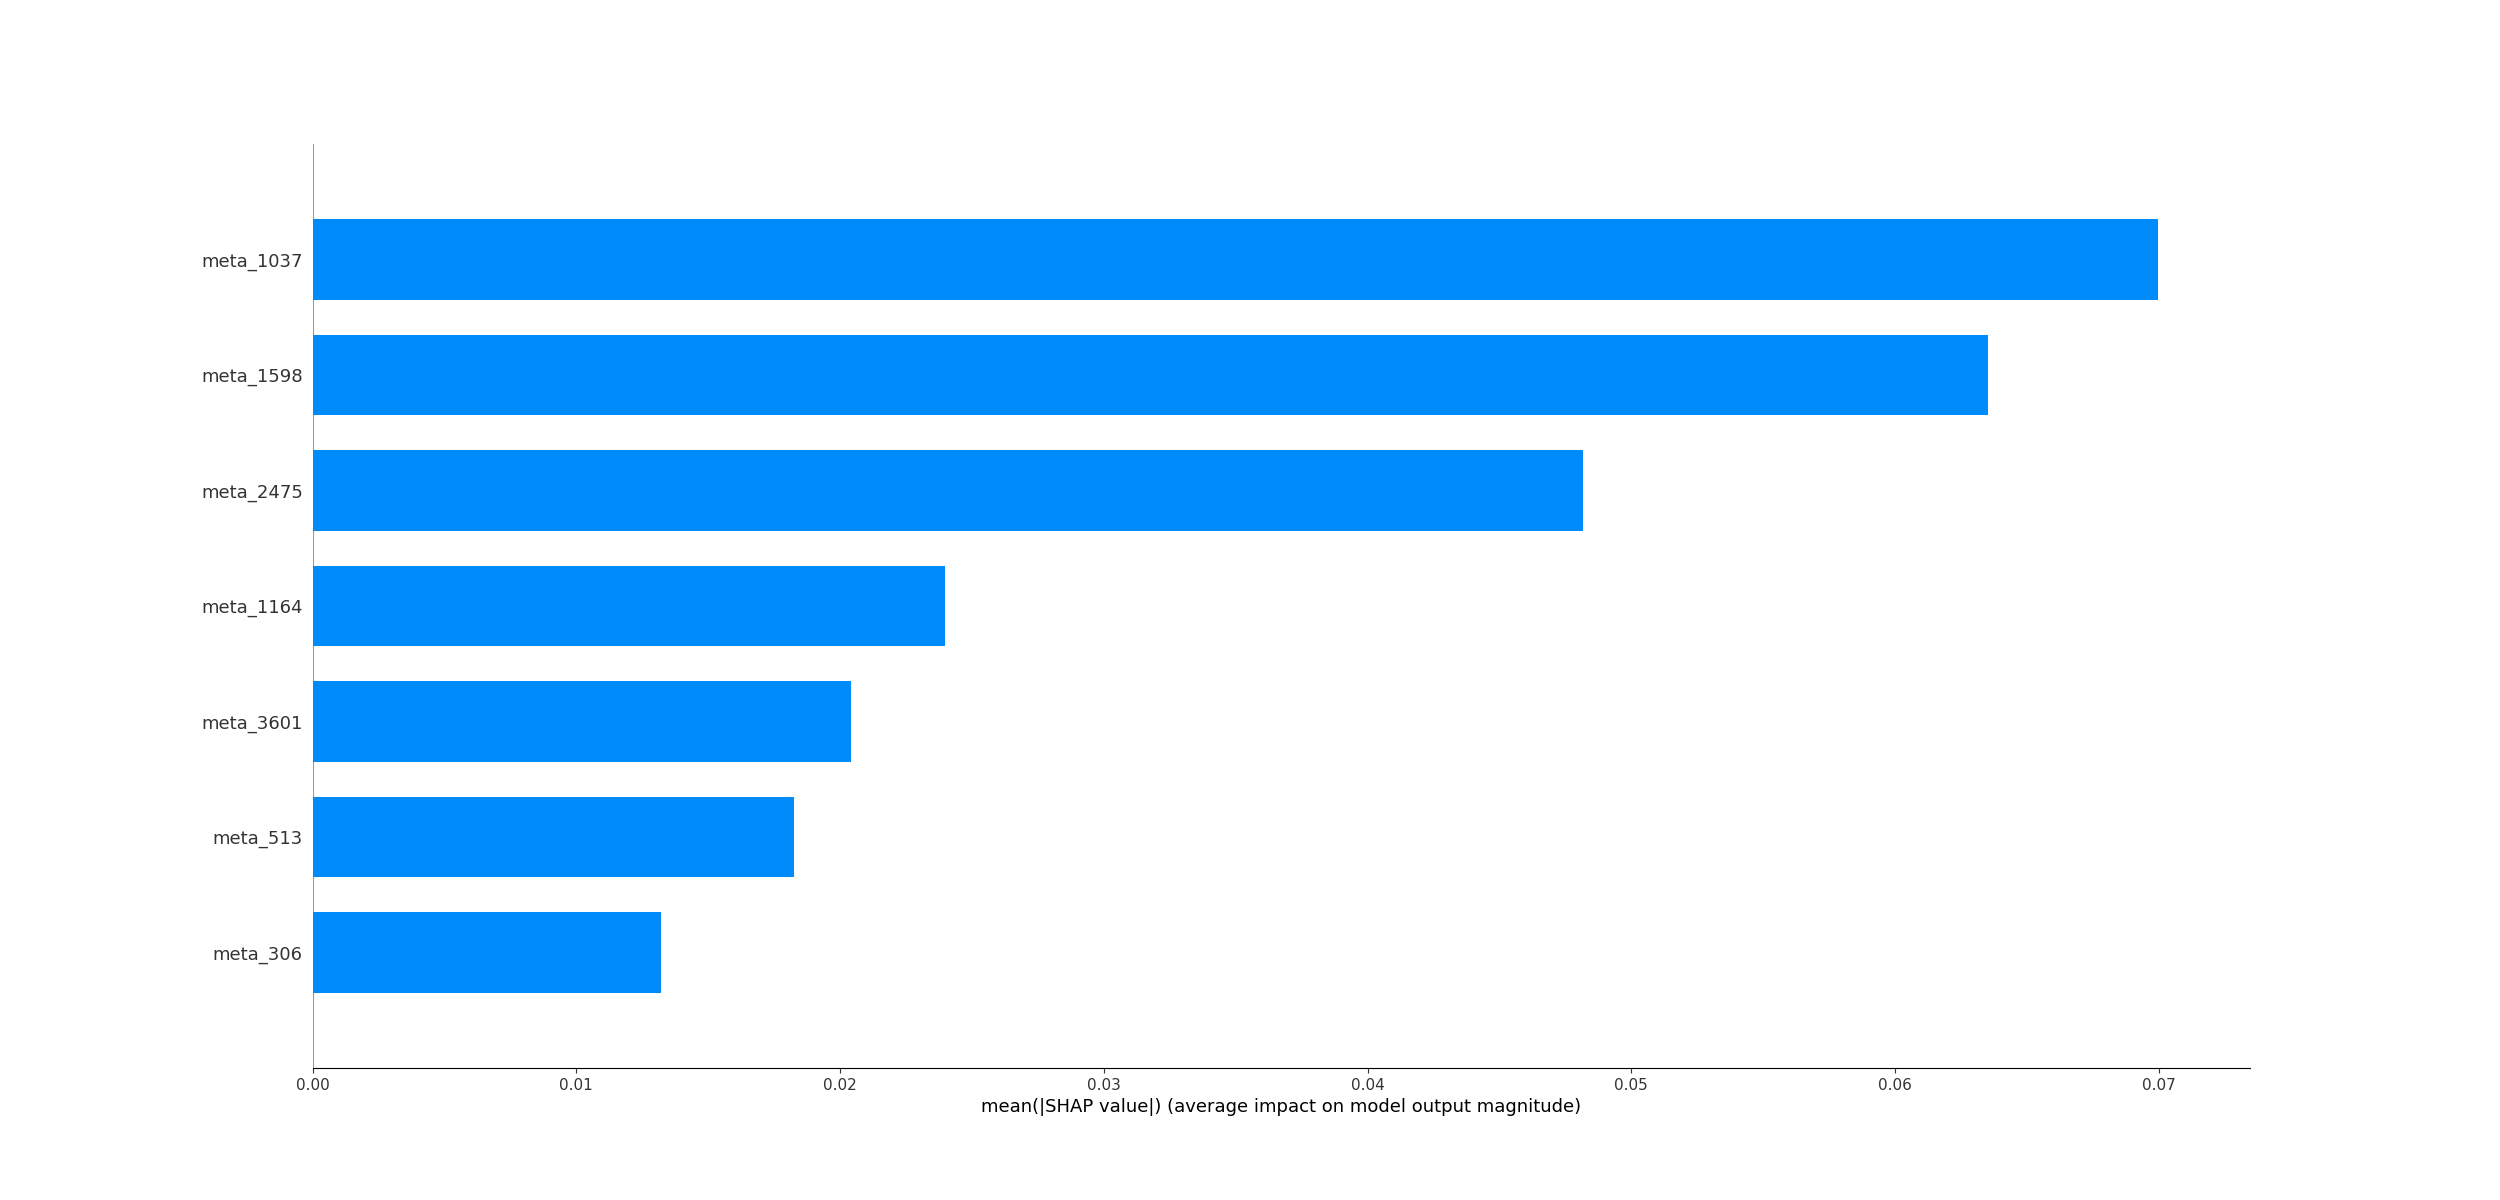 meta_1037
meta_1598
meta_2475
meta_1164
meta_3601
meta_513
meta_306
0.00 0.01 0.02 0.03 0.04 0.05 0.06 0.07
mean(|SHAP value|) (average impact on model output magnitude)